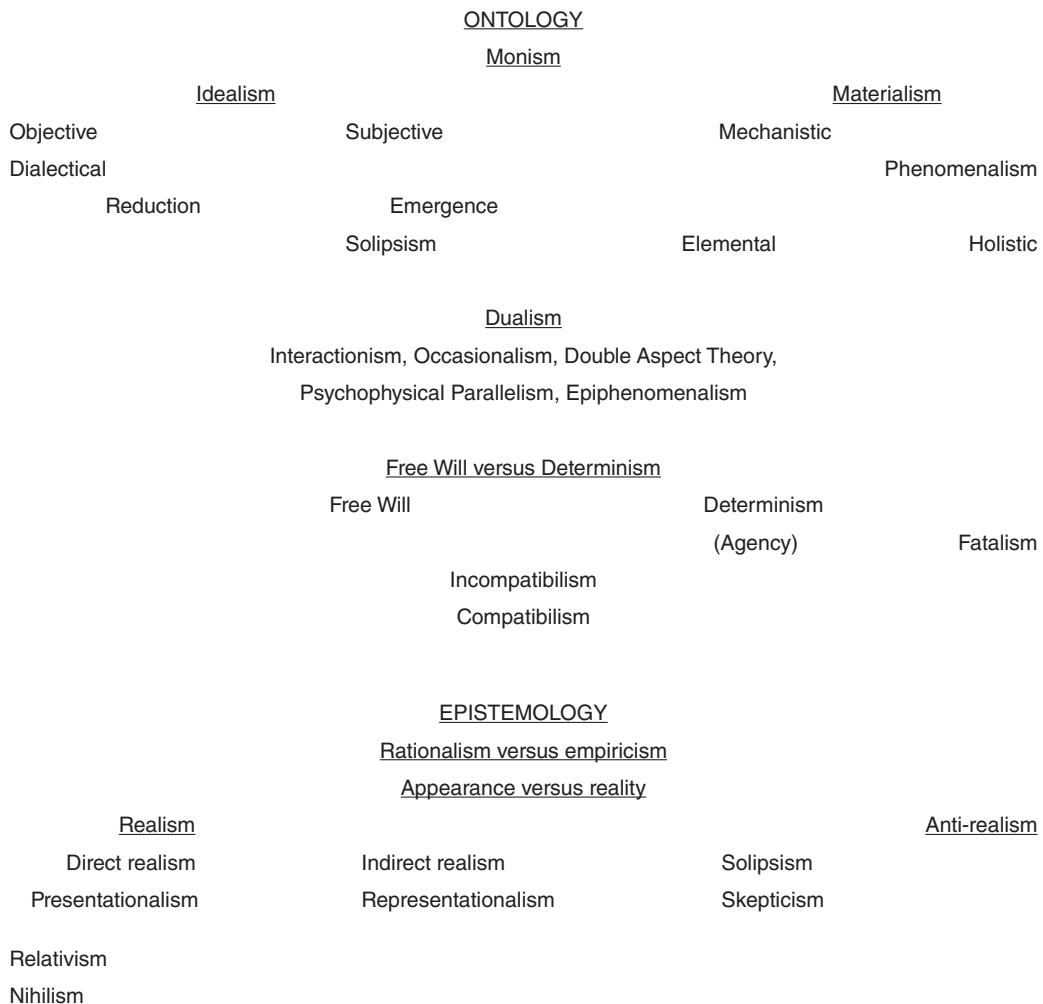 ONTOLOGY
Monism
Idealism Materialism
Objective Subjective Mechanistic
Dialectical Phenomenalism
Reduction Emergence
Solipsism Elemental Holistic
Dualism
Interactionism, Occasionalism, Double Aspect Theory,
Psychophysical Parallelism, Epiphenomenalism
Free Will versus Determinism
Free Will Determinism
(Agency) Fatalism
Incompatibilism
Compatibilism
EPISTEMOLOGY
Rationalism versus empiricism
Appearance versus reality
Realism Anti-realism
Direct realism Indirect realism Solipsism
Presentationalism Representationalism Skepticism
Relativism
Nihilism